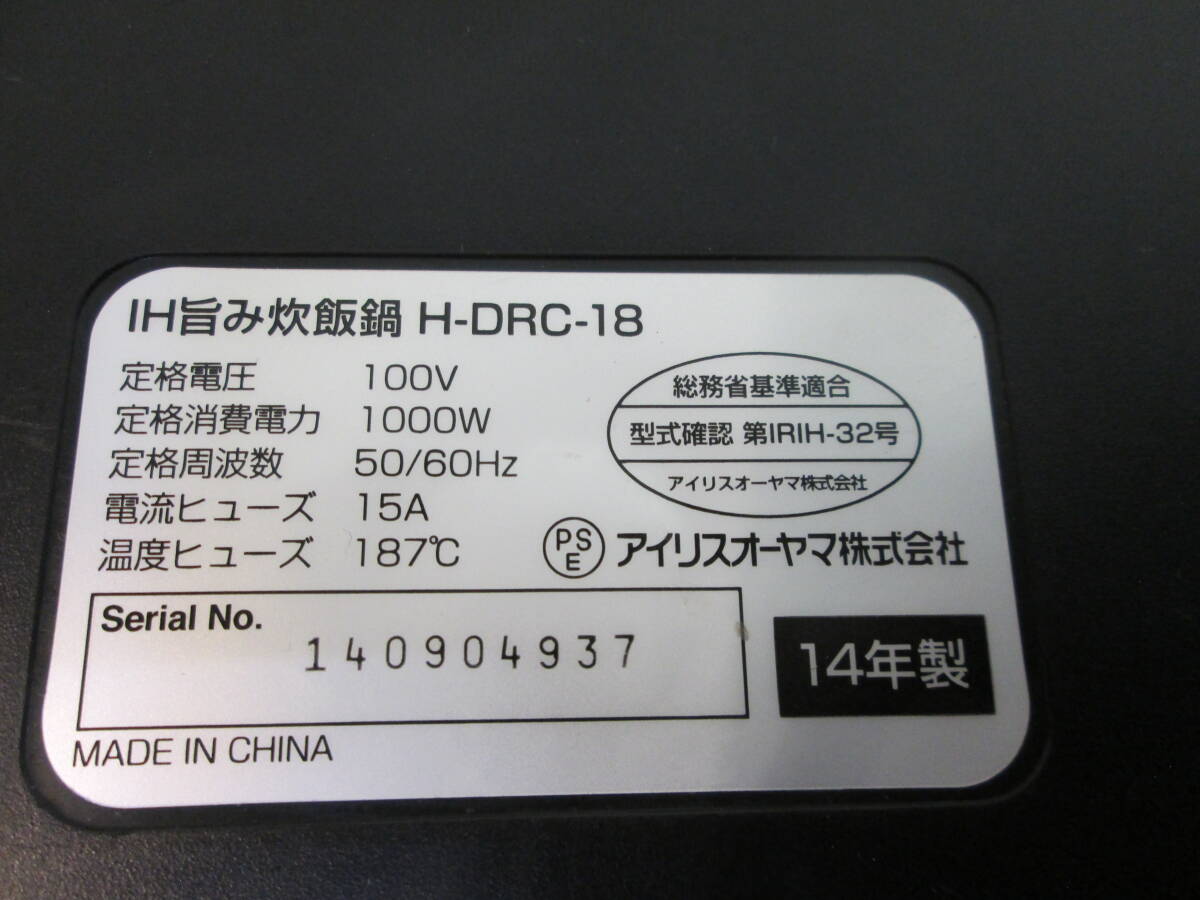 IH旨み炊飯鍋 H-DRC-18
定格電圧 100V
定格消費電力 1000W
定格周波数 50/60Hz
電流ヒューズ 15A
温度ヒューズ 187℃
総務省基準適合
型式確認 第IRIH-32号
アイリスオーヤマ株式会社
PSE アイリスオーヤマ株式会社
Serial No.
140904937
14年製
MADE IN CHINA